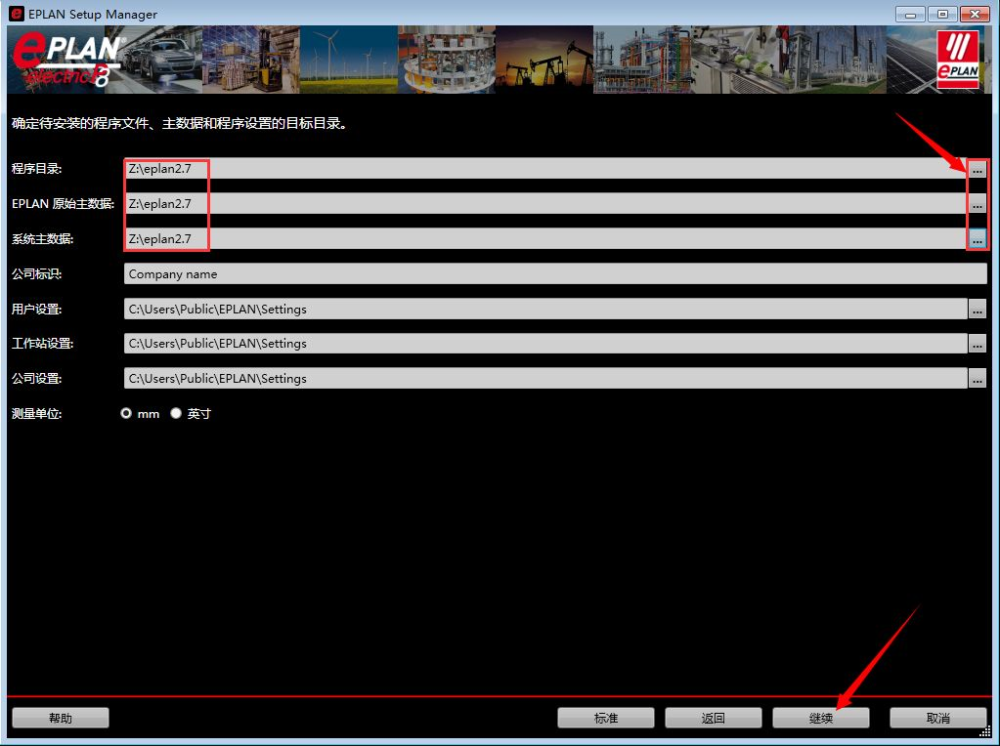 EPLAN Setup Manager
ePLAN®
electric P8
ePLAN
确定待安装的程序文件、主数据和程序设置的目标目录。
程序目录: Z:\eplan2.7 ...
EPLAN 原始主数据: Z:\eplan2.7 ...
系统主数据: Z:\eplan2.7 ...
公司标识: Company name
用户设置: C:\Users\Public\EPLAN\Settings ...
工作站设置: C:\Users\Public\EPLAN\Settings ...
公司设置: C:\Users\Public\EPLAN\Settings ...
测量单位: mm 英寸
帮助 标准 返回 继续 取消